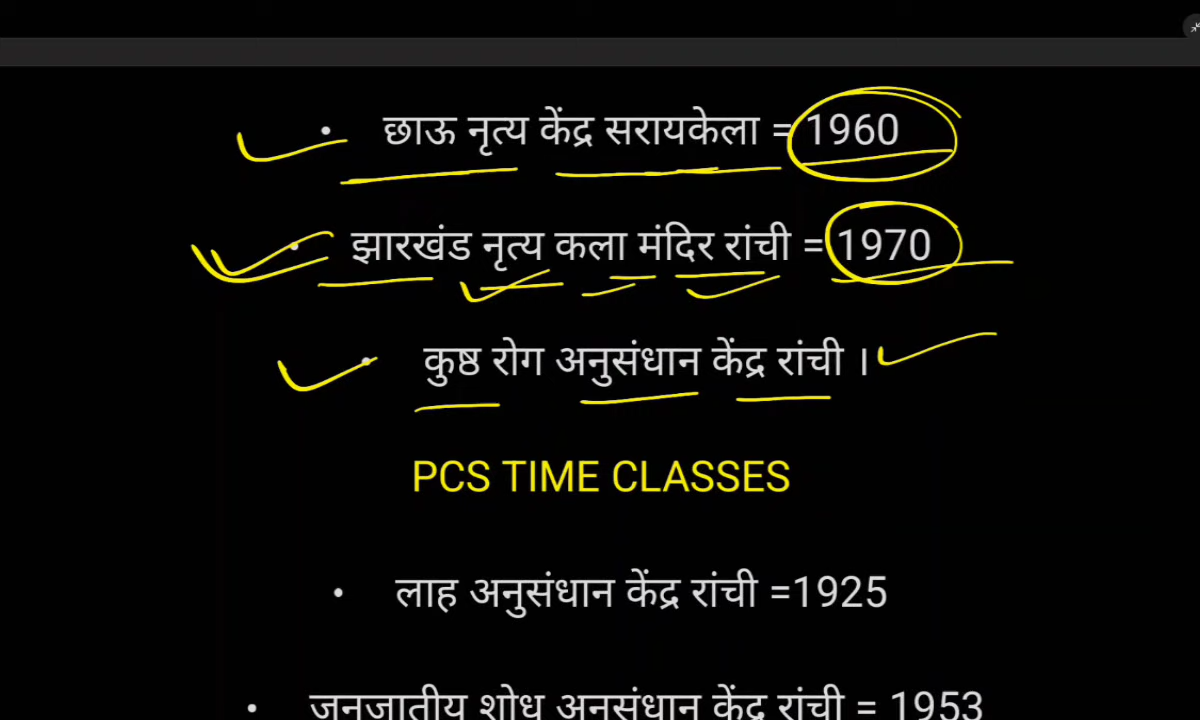 • छाऊ नृत्य केंद्र सरायकेला = 1960
• झारखंड नृत्य कला मंदिर रांची = 1970
• कुष्ठ रोग अनुसंधान केंद्र रांची ।
PCS TIME CLASSES
• लाह अनुसंधान केंद्र रांची =1925
• जनजातीय शोध अनुसंधान केंद्र रांची = 1953